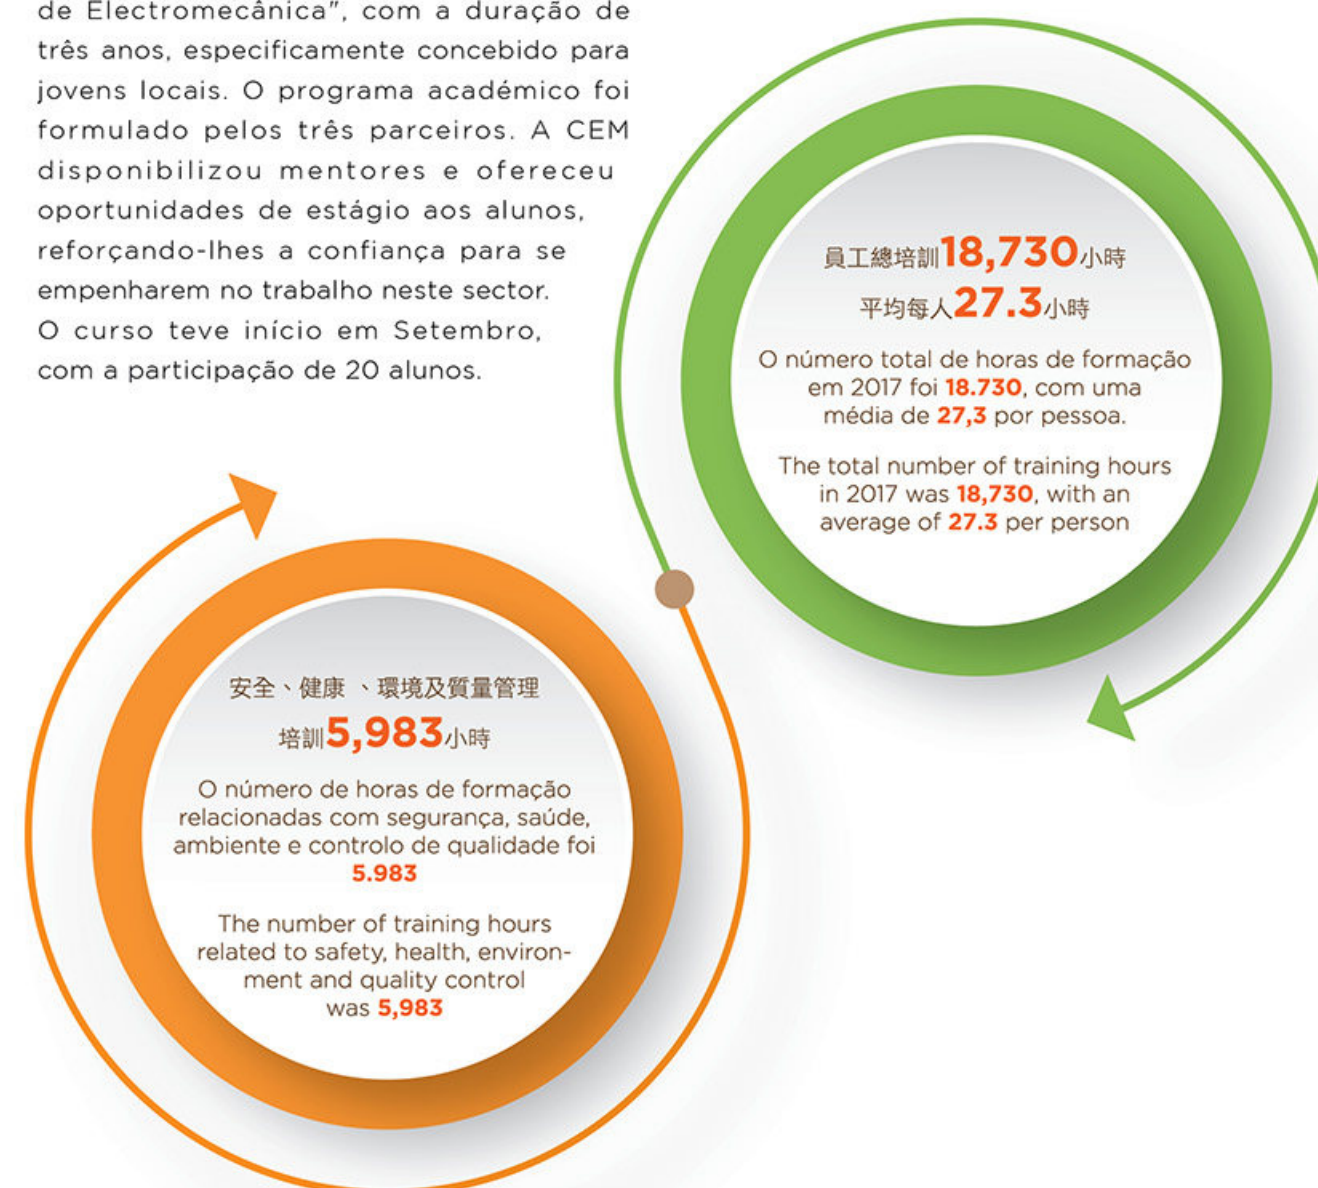 de Electromecânica", com a duração de
três anos, especificamente concebido para
jovens locais. O programa académico foi
formulado pelos três parceiros. A CEM
disponibilizou mentores e ofereceu
oportunidades de estágio aos alunos,
reforçando-lhes a confiança para se
empenharem no trabalho neste sector.
O curso teve início em Setembro,
com a participação de 20 alunos.
員工總培訓18,730小時
平均每人27.3小時
O número total de horas de formação
em 2017 foi 18.730, com uma
média de 27,3 por pessoa.
The total number of training hours
in 2017 was 18,730, with an
average of 27.3 per person
安全、健康 、環境及質量管理
培訓5,983小時
O número de horas de formação
relacionadas com segurança, saúde,
ambiente e controlo de qualidade foi
5.983
The number of training hours
related to safety, health, environ-
ment and quality control
was 5,983